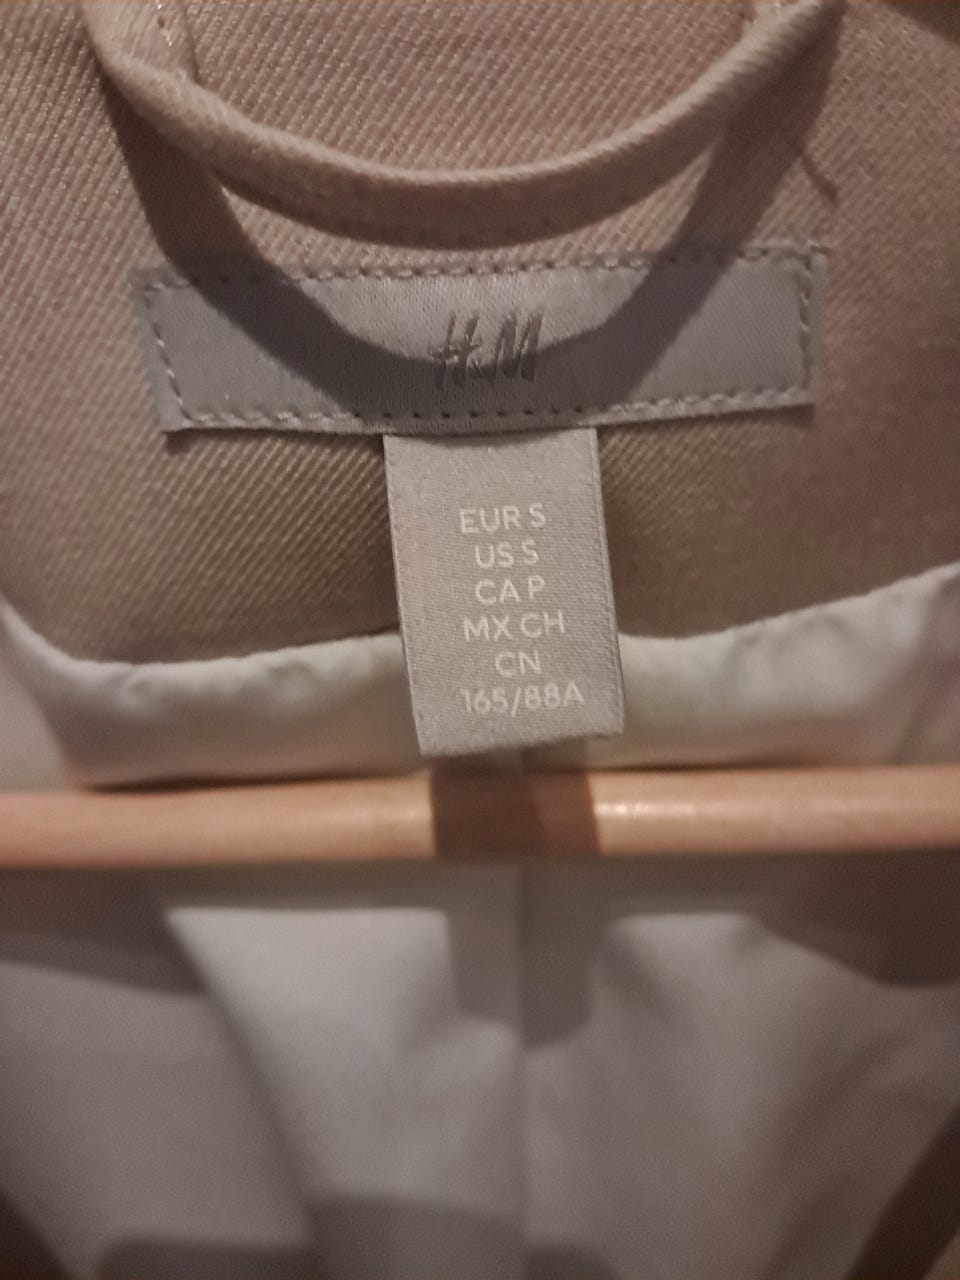 H&M
EUR S
US S
CA P
MX CH
CN
165/88A